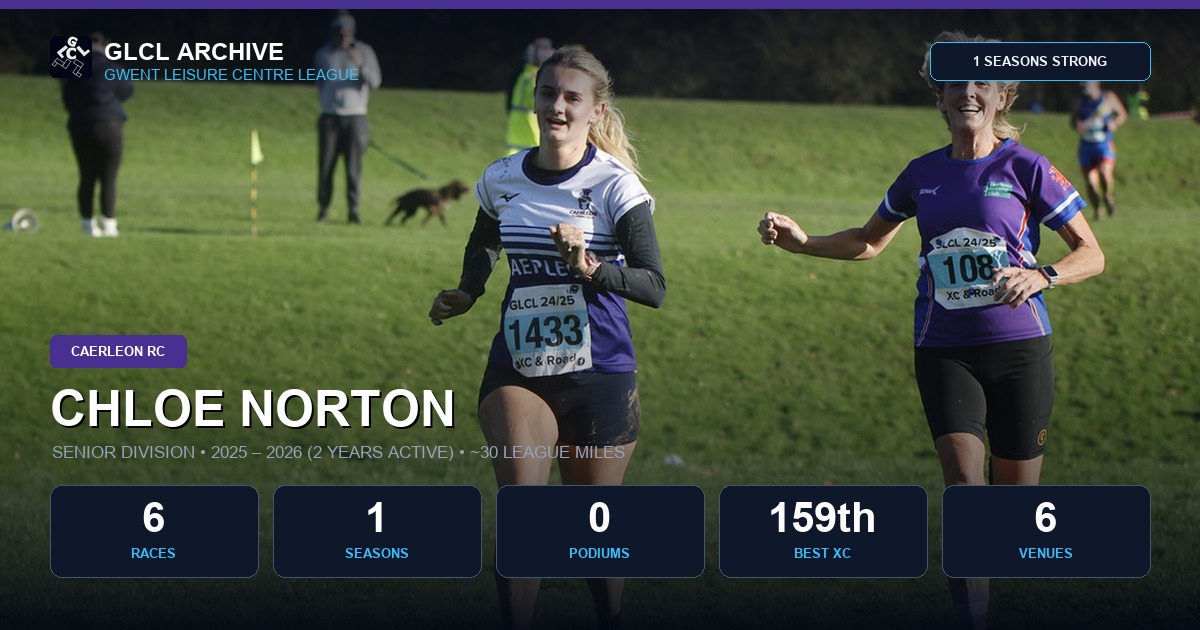 GLCL ARCHIVE
GWENT LEISURE CENTRE LEAGUE
1 SEASONS STRONG
CAERLEON
GLCL 24/25
1433
XC & Road
GLCL 24/25
108
XC & Road
CAERLEON RC
CHLOE NORTON
SENIOR DIVISION • 2025 – 2026 (2 YEARS ACTIVE) • ~30 LEAGUE MILES
6
RACES
1
SEASONS
0
PODIUMS
159th
BEST XC
6
VENUES